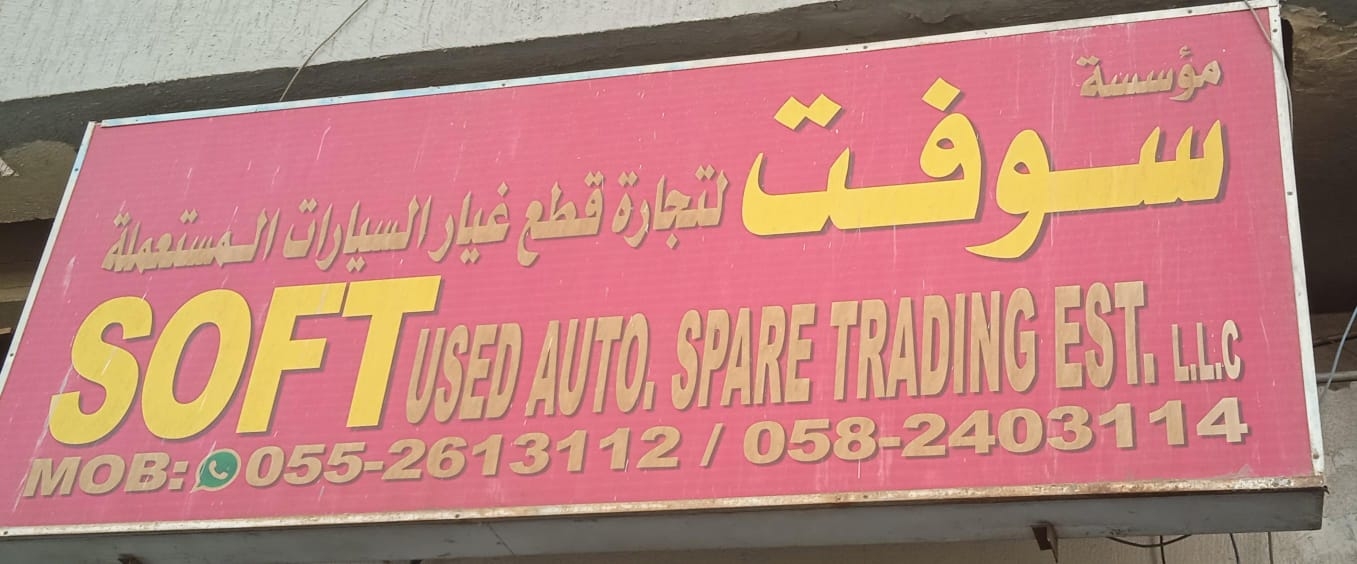 مؤسسة
سوفت لتجارة قطع غيار السيارات المستعملة
SOFT USED AUTO. SPARE TRADING EST. L.L.C
MOB: 055-2613112 / 058-2403114